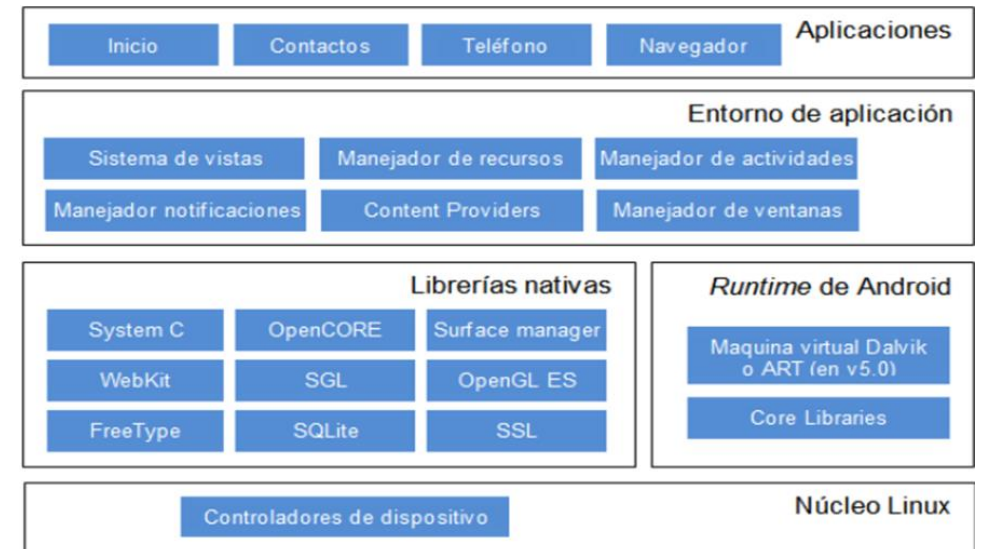 Aplicaciones
Inicio
Contactos
Teléfono
Navegador
Entorno de aplicación
Sistema de vistas
Manejador de recursos
Manejador de actividades
Manejador notificaciones
Content Providers
Manejador de ventanas
Librerías nativas
System C
OpenCORE
Surface manager
WebKit
SGL
OpenGL ES
FreeType
SQLite
SSL
Runtime de Android
Maquina virtual Dalvik
o ART (en v5.0)
Core Libraries
Núcleo Linux
Controladores de dispositivo